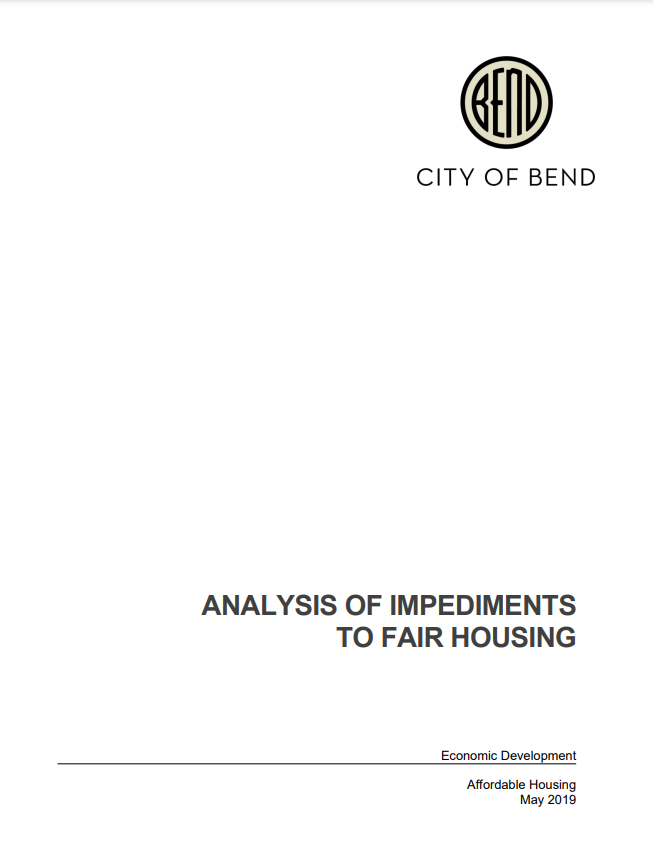 BEND
CITY OF BEND
ANALYSIS OF IMPEDIMENTS
TO FAIR HOUSING
Economic Development
Affordable Housing
May 2019